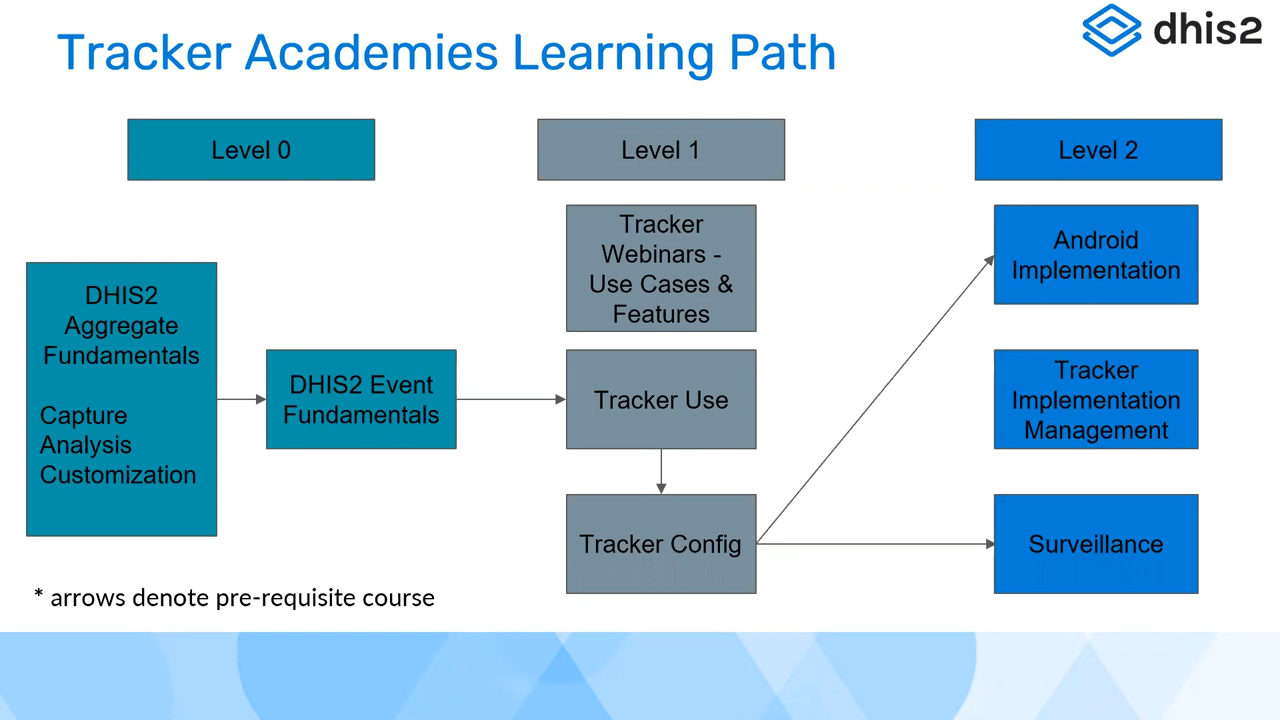 Tracker Academies Learning Path
dhis2
Level 0
Level 1
Level 2
DHIS2
Aggregate
Fundamentals
Capture
Analysis
Customization
DHIS2 Event
Fundamentals
Tracker
Webinars -
Use Cases &
Features
Tracker Use
Tracker Config
Android
Implementation
Tracker
Implementation
Management
Surveillance
* arrows denote pre-requisite course